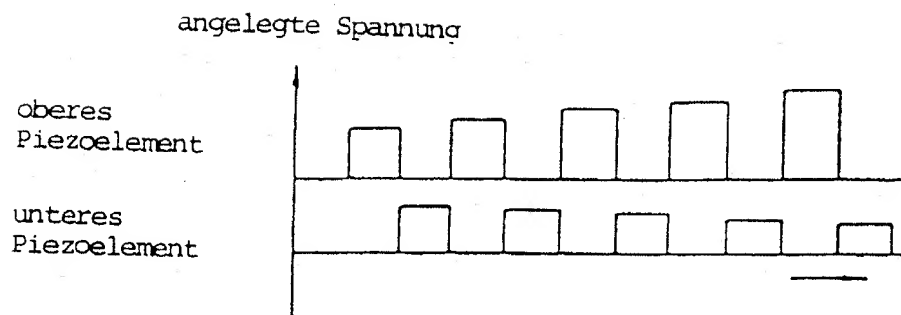 angelegte Spannung
oberes
Piezoelement
unteres
Piezoelement